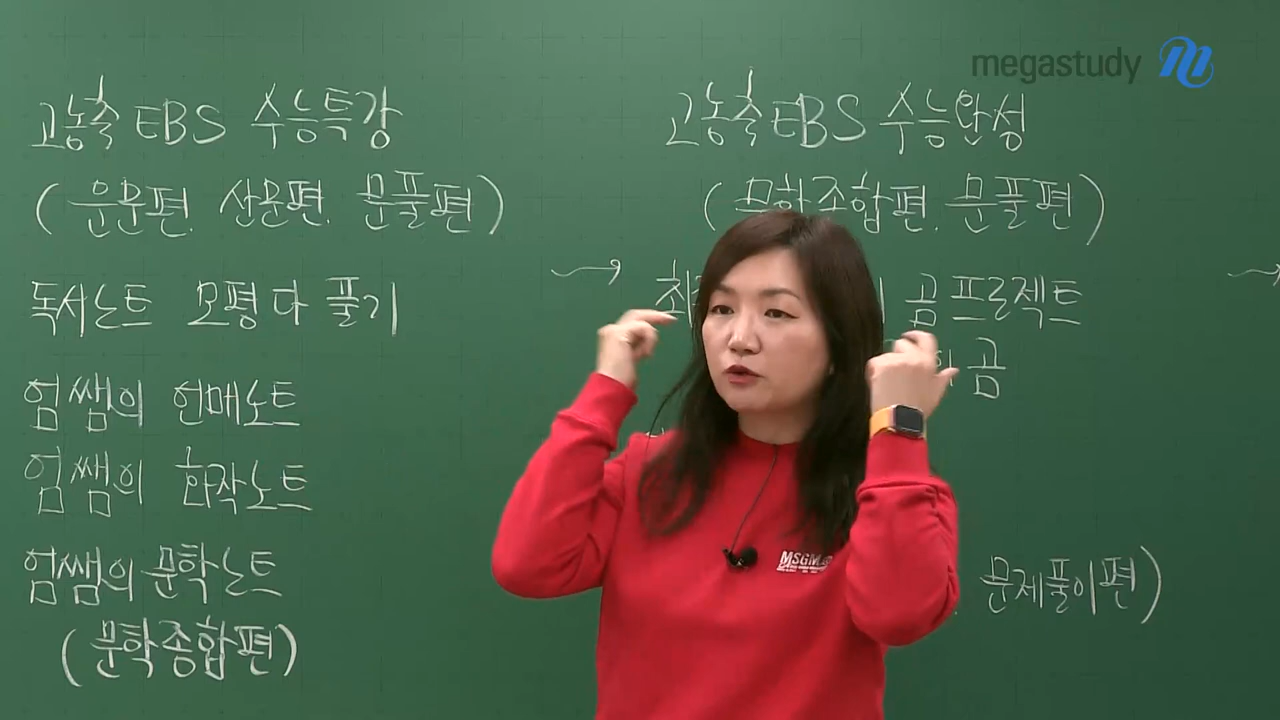 megastudy
고농축 EBS 수능특강
(운문편, 산문편, 문풀편)
독서노트 모평 다 풀기
엄쌤의 언매노트
엄쌤의 화작노트
엄쌤의 문학노트
(문학종합편)
고농축 EBS 수능완성
(문학종합편, 문풀편)
→ 곰프로젝트
곰
문제풀이편)
→
MSGM